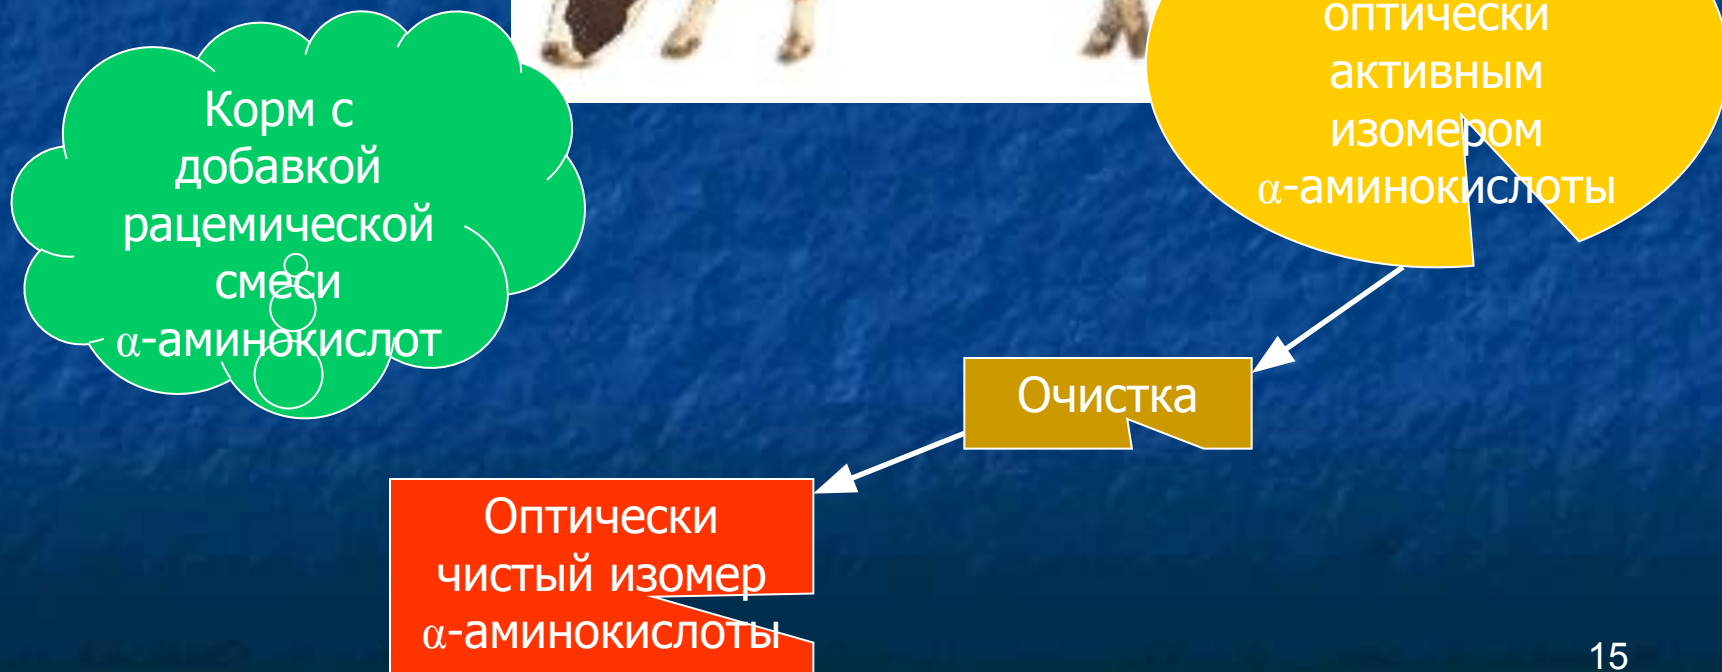 Корм с
добавкой
рацемической
смеси
α-аминокислот
оптически
активным
изомером
α-аминокислоты
Очистка
Оптически
чистый изомер
α-аминокислоты
15